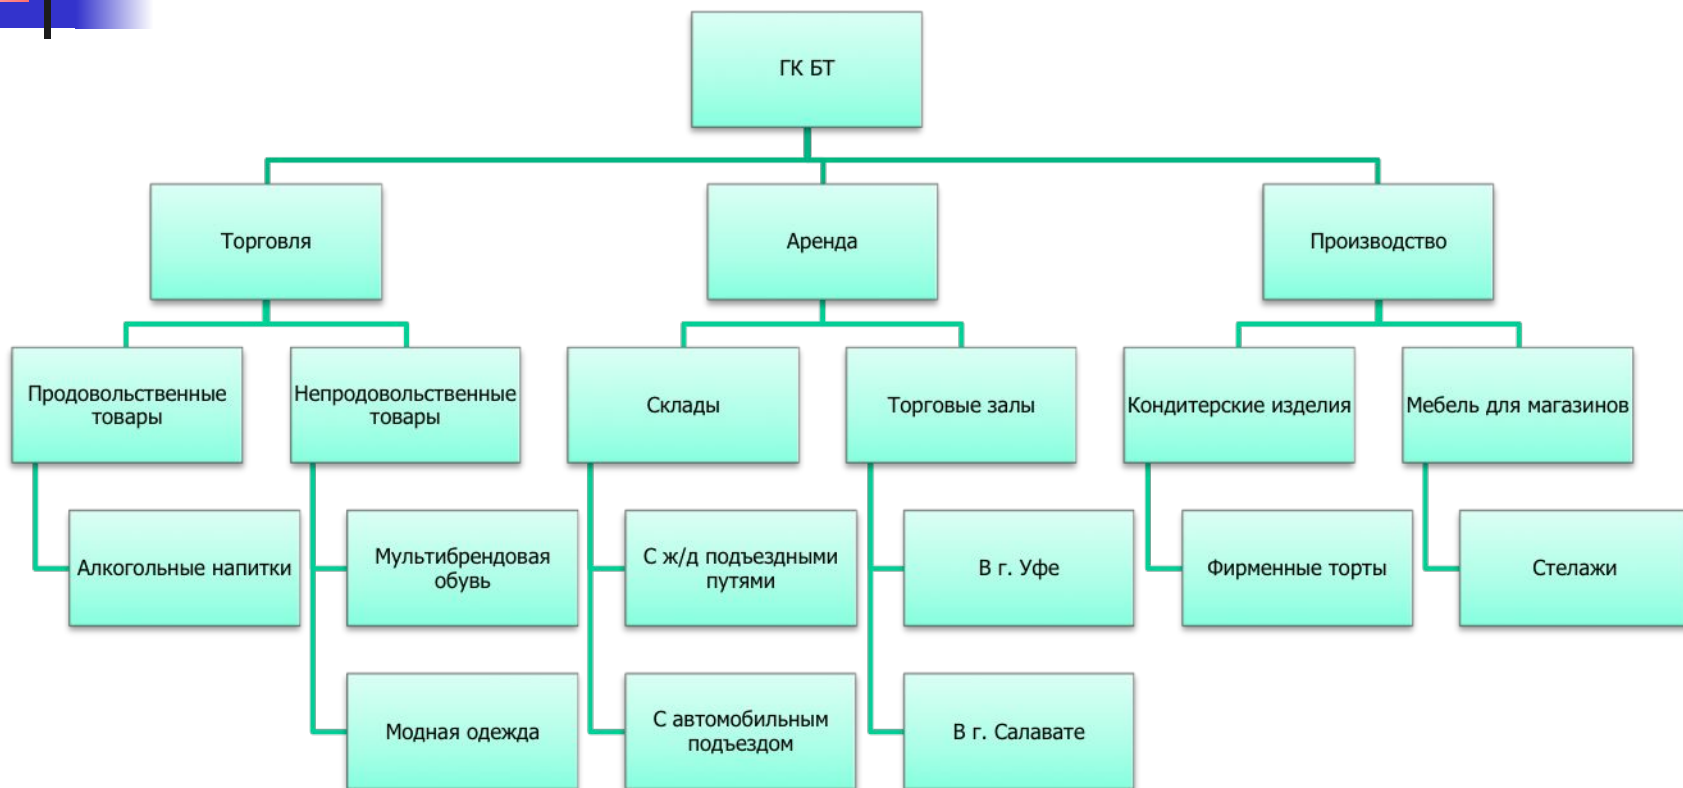 ГК БТ
Торговля
Аренда
Производство
Продовольственные
товары
Непродовольственные
товары
Склады
Торговые залы
Кондитерские изделия
Мебель для магазинов
Алкогольные напитки
Мультибрендовая
обувь
С ж/д подъездными
путями
В г. Уфе
Фирменные торты
Стелажи
Модная одежда
С автомобильным
подъездом
В г. Салавате